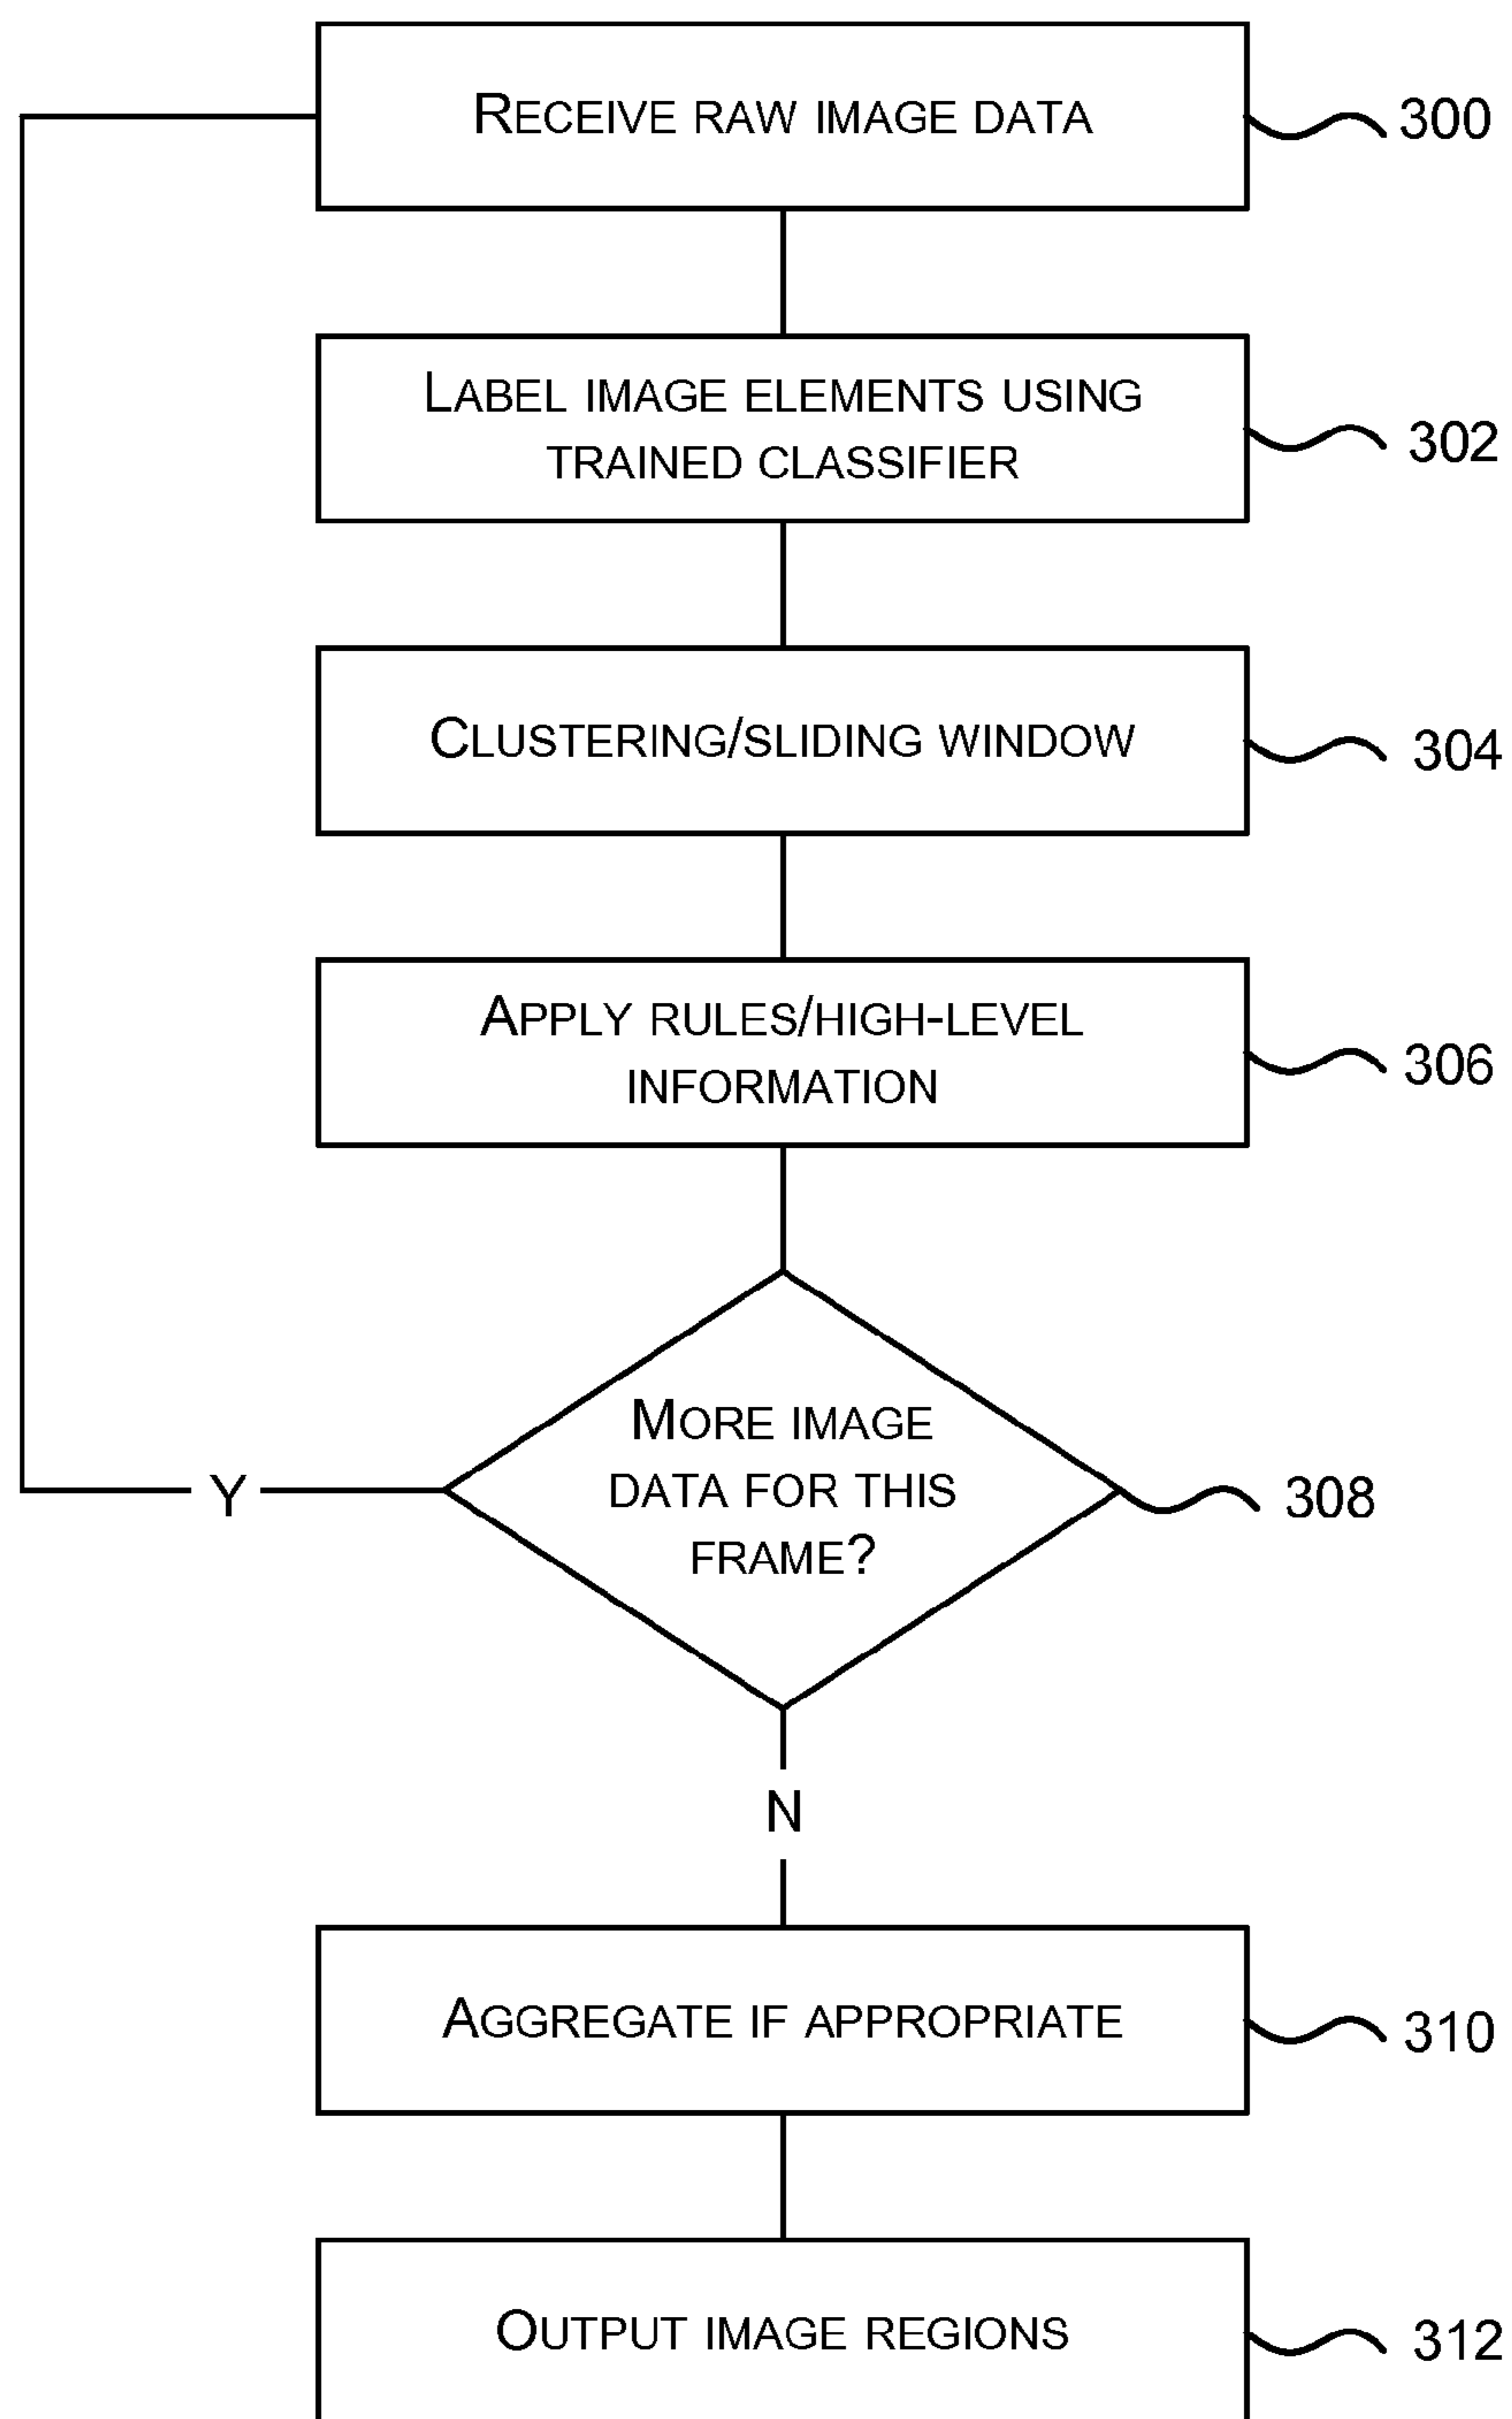 RECEIVE RAW IMAGE DATA
300
LABEL IMAGE ELEMENTS USING
TRAINED CLASSIFIER
302
CLUSTERING/SLIDING WINDOW
304
APPLY RULES/HIGH-LEVEL
INFORMATION
306
MORE IMAGE
DATA FOR THIS
FRAME?
Y
308
N
AGGREGATE IF APPROPRIATE
310
OUTPUT IMAGE REGIONS
312